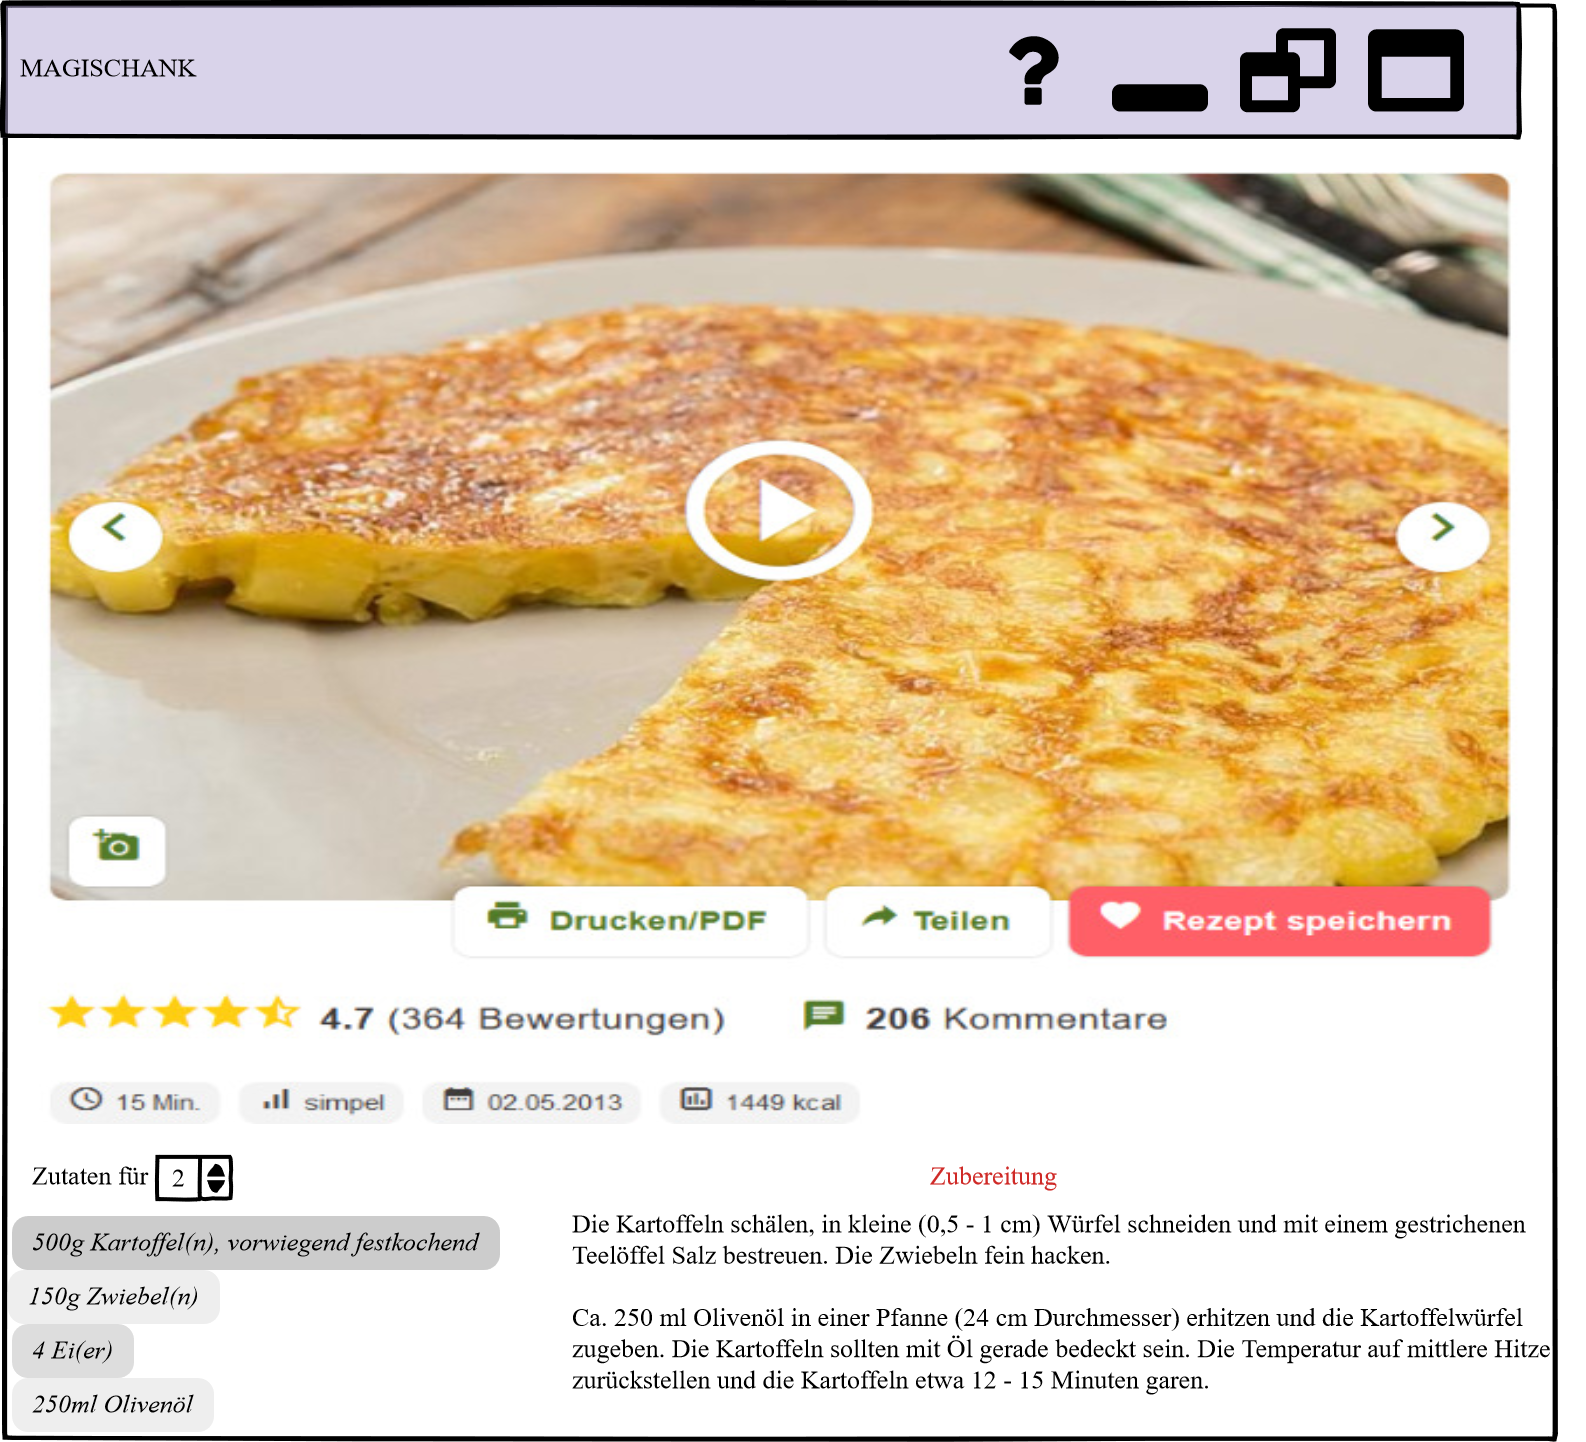 MAGISCHANK
Drucken/PDF
Teilen
Rezept speichern
4.7 (364 Bewertungen)
206 Kommentare
15 Min.
simpel
02.05.2013
1449 kcal
Zutaten für 2
500g Kartoffel(n), vorwiegend festkochend
150g Zwiebel(n)
4 Ei(er)
250ml Olivenöl
Zubereitung
Die Kartoffeln schälen, in kleine (0,5 - 1 cm) Würfel schneiden und mit einem gestrichenen
Teelöffel Salz bestreuen. Die Zwiebeln fein hacken.
Ca. 250 ml Olivenöl in einer Pfanne (24 cm Durchmesser) erhitzen und die Kartoffelwürfel
zugeben. Die Kartoffeln sollten mit Öl gerade bedeckt sein. Die Temperatur auf mittlere Hitze
zurückstellen und die Kartoffeln etwa 12 - 15 Minuten garen.